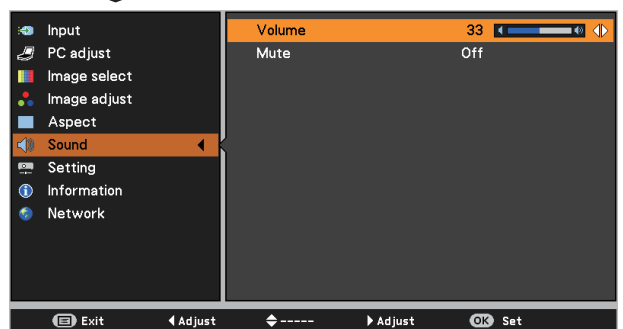 Input
PC adjust
Image select
Image adjust
Aspect
Sound
Setting
Information
Network
Volume 33
Mute Off
Exit Adjust ----- Adjust OK Set